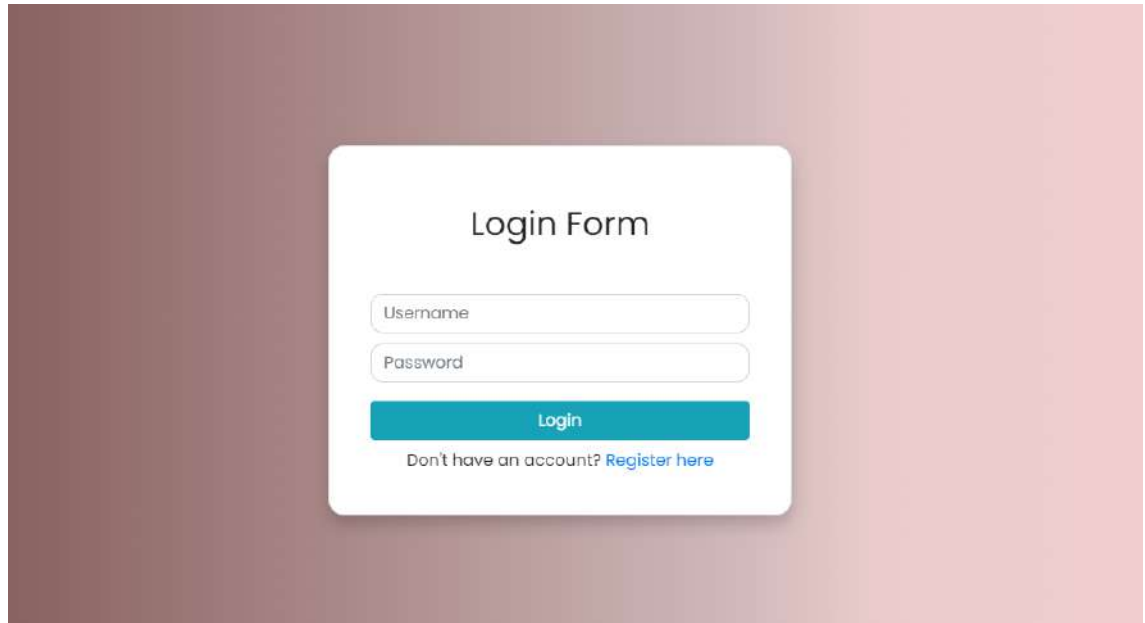 Login Form
Username
Password
Login
Don't have an account? Register here